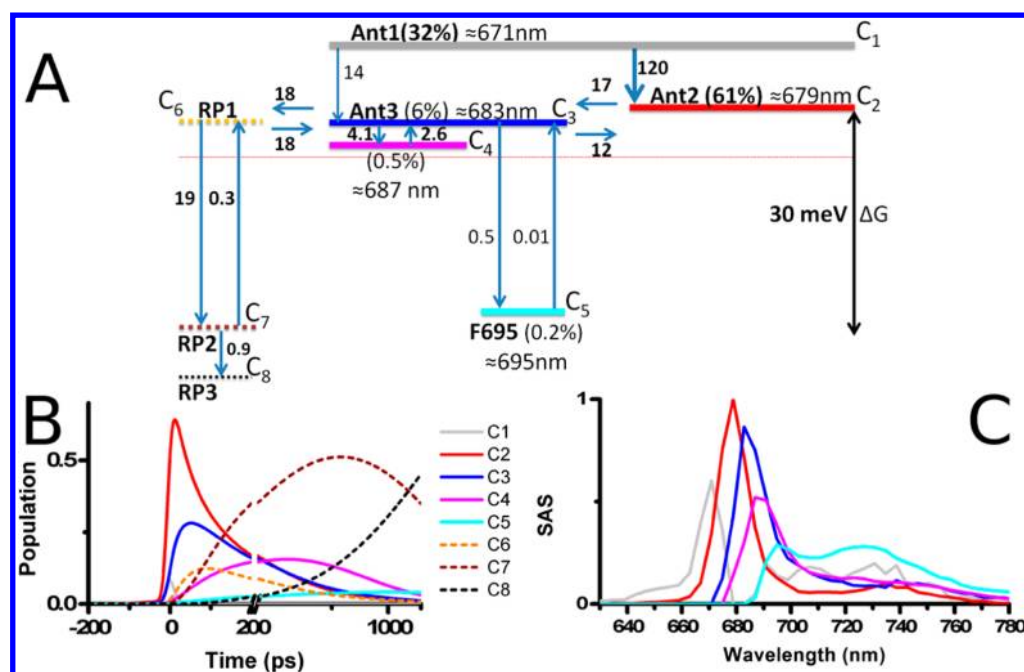 A
Ant1(32%) ≈671nm
C1
14
120
18
17
Ant2 (61%) ≈679nm
C2
C6
RP1
Ant3 (6%) ≈683nm
C3
18
4.1
2.6
C4
12
(0.5%)
≈687 nm
19
0.3
0.5
0.01
30 meV
ΔG
C7
C5
RP2
0.9
F695 (0.2%)
≈695nm
C8
RP3
B
C
Population
0.5
0.0
-200
0
200
1000
Time (ps)
C1
C2
C3
C4
C5
C6
C7
C8
SAS
1
0
640
660
680
700
720
740
760
780
Wavelength (nm)